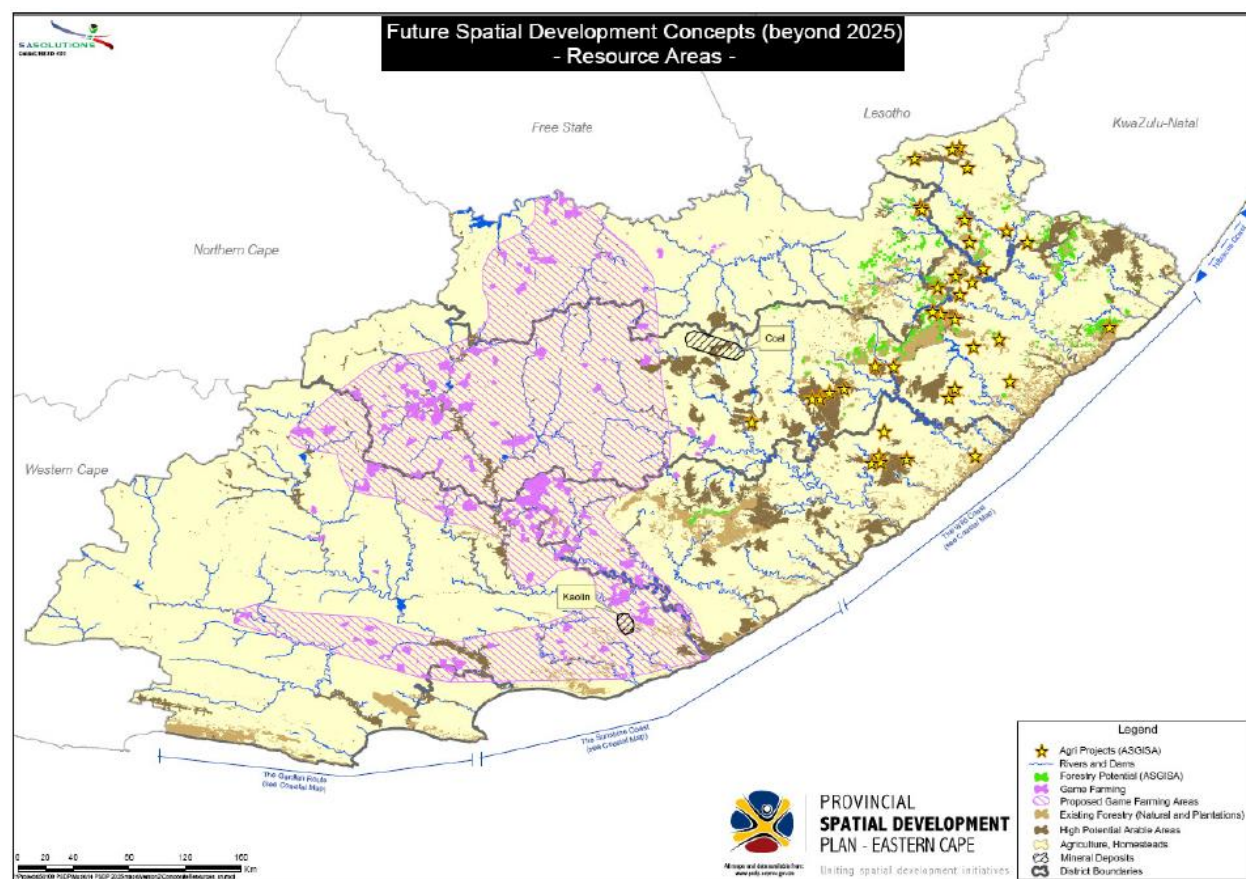 SASOLUTIONS
Future Spatial Development Concepts (beyond 2025)
- Resource Areas -
Free State
Lesotho
KwaZulu-Natal
Northern Cape
Western Cape
Coal
Kaolin
The Wild Coast
(see Coastal Map)
The Sunshine Coast
(see Coastal Map)
The Garden Route
(see Coastal Map)
Legend
Agri Projects (ASGISA)
Rivers and Dams
Forestry Potential (ASGISA)
Game Farming
Proposed Game Farming Areas
Existing Forestry (Natural and Plantations)
High Potential Arable Areas
Agriculture, Homesteads
Mineral Deposits
District Boundaries
PROVINCIAL
SPATIAL DEVELOPMENT
PLAN - EASTERN CAPE
Uniting spatial development initiatives
0 20 40 80 120 160
Km